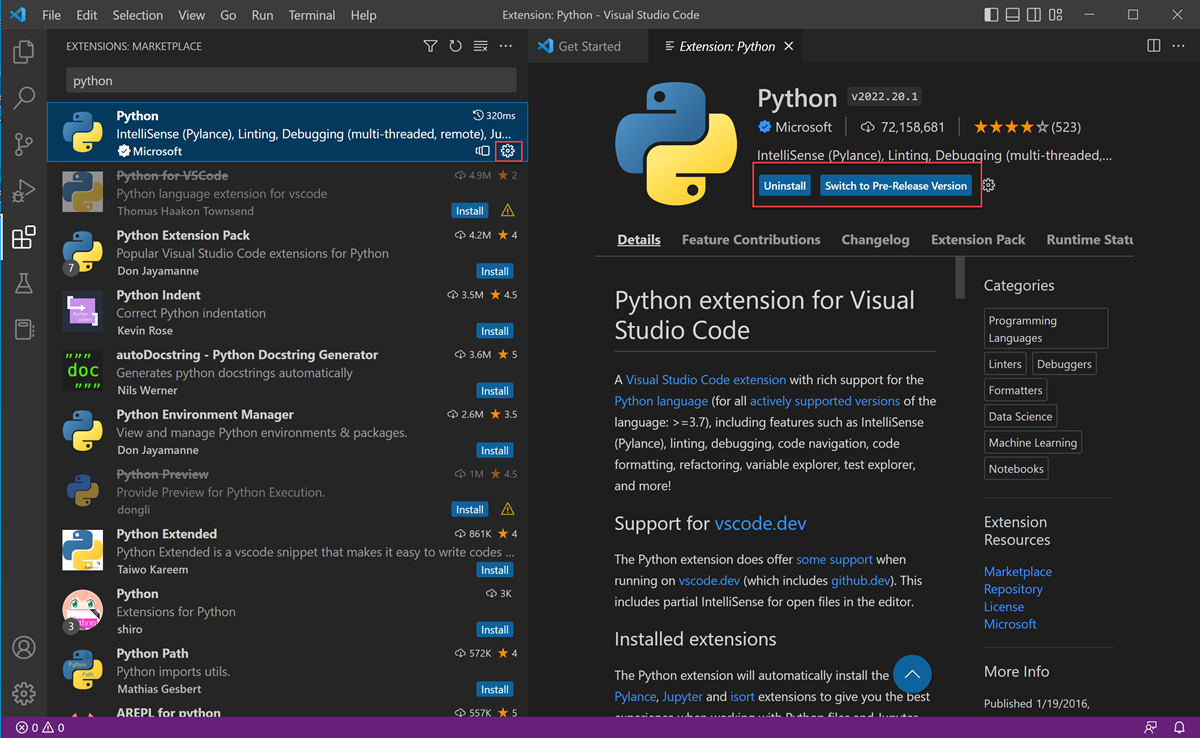 File Edit Selection View Go Run Terminal Help
Extension: Python - Visual Studio Code
EXTENSIONS: MARKETPLACE
python
Python
320ms
IntelliSense (Pylance), Linting, Debugging (multi-threaded, remote), Ju...
Microsoft
Python for VSCode
4.9M 2
Python language extension for vscode
Thomas Haakon Townsend
Install
Python Extension Pack
4.2M 4
Popular Visual Studio Code extensions for Python
7
Don Jayamanne
Install
Python Indent
3.5M 4.5
Correct Python indentation
Kevin Rose
Install
autoDocstring - Python Docstring Generator
3.6M 5
"""
doc
"""
Generates python docstrings automatically
Nils Werner
Install
Python Environment Manager
2.6M 3.5
View and manage Python environments & packages.
Don Jayamanne
Install
Python Preview
1M 4.5
Provide Preview for Python Execution.
dongli
Install
Python Extended
861K 4
Python Extended is a vscode snippet that makes it easy to write codes ...
Taiwo Kareem
Install
Python
3K
Extensions for Python
3
shiro
Install
Python Path
572K 4
Python
Path
Python imports utils.
Mathias Gesbert
Install
AREPL for python
557K 5
Get Started
Extension: Python
Python v2022.20.1
Microsoft 72,158,681 (523)
IntelliSense (Pylance), Linting, Debugging (multi-threaded,...
Uninstall Switch to Pre-Release Version
Details Feature Contributions Changelog Extension Pack Runtime Statu
Python extension for Visual
Studio Code
A Visual Studio Code extension with rich support for the
Python language (for all actively supported versions of the
language: >=3.7), including features such as IntelliSense
(Pylance), linting, debugging, code navigation, code
formatting, refactoring, variable explorer, test explorer,
and more!
Support for vscode.dev
The Python extension does offer some support when
running on vscode.dev (which includes github.dev). This
includes partial IntelliSense for open files in the editor.
Installed extensions
The Python extension will automatically install the
Pylance, Jupyter and isort extensions to give you the best
experience when working with Python files and Jupyter
Categories
Programming
Languages
Linters Debuggers
Formatters
Data Science
Machine Learning
Notebooks
Extension
Resources
Marketplace
Repository
License
Microsoft
More Info
Published 1/19/2016,
0 0